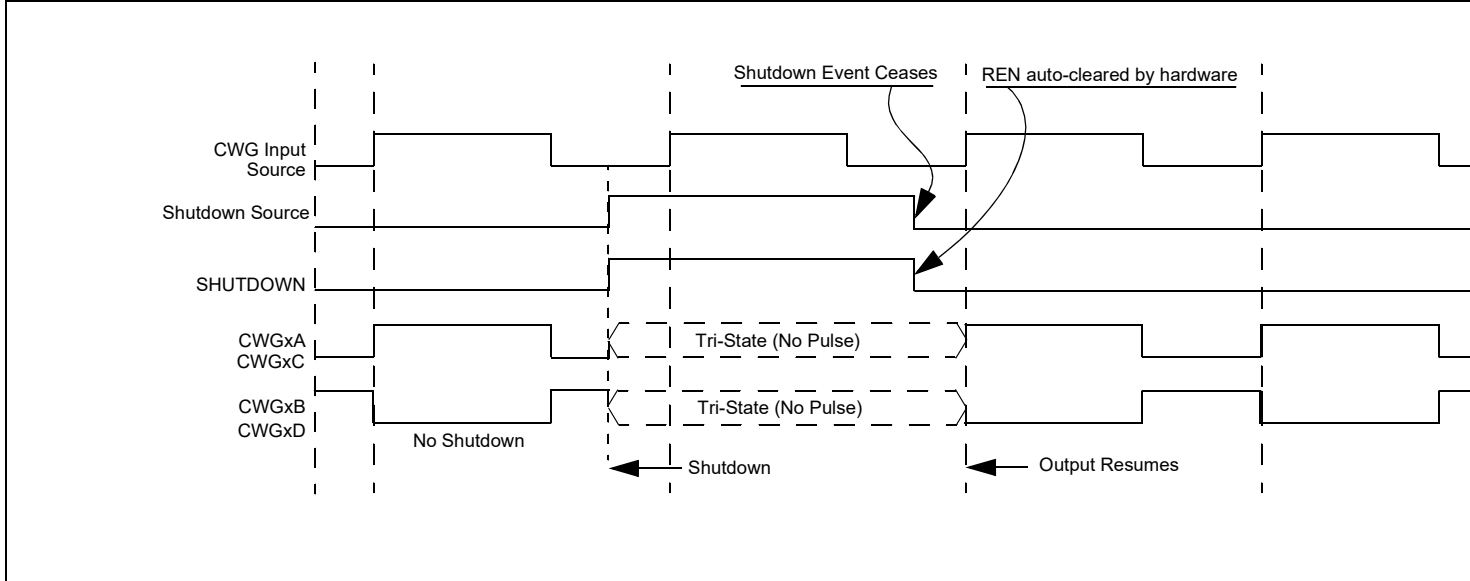 Shutdown Event Ceases
REN auto-cleared by hardware
CWG Input
Source
Shutdown Source
SHUTDOWN
CWGxA
CWGxC
Tri-State (No Pulse)
CWGxB
CWGxD
Tri-State (No Pulse)
No Shutdown
Shutdown
Output Resumes